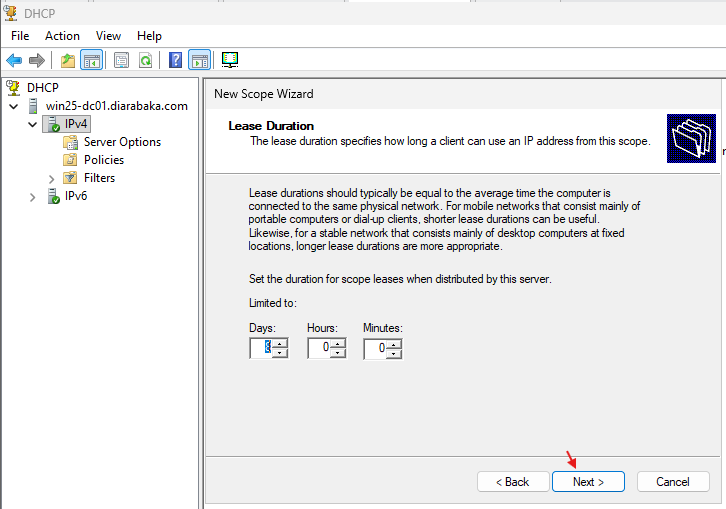 DHCP
File Action View Help
DHCP
win25-dc01.diarabaka.com
IPv4
Server Options
Policies
Filters
IPv6
New Scope Wizard
Lease Duration
The lease duration specifies how long a client can use an IP address from this scope.
Lease durations should typically be equal to the average time the computer is
connected to the same physical network. For mobile networks that consist mainly of
portable computers or dial-up clients, shorter lease durations can be useful.
Likewise, for a stable network that consists mainly of desktop computers at fixed
locations, longer lease durations are more appropriate.
Set the duration for scope leases when distributed by this server.
Limited to:
Days: Hours: Minutes:
0 0
< Back Next > Cancel